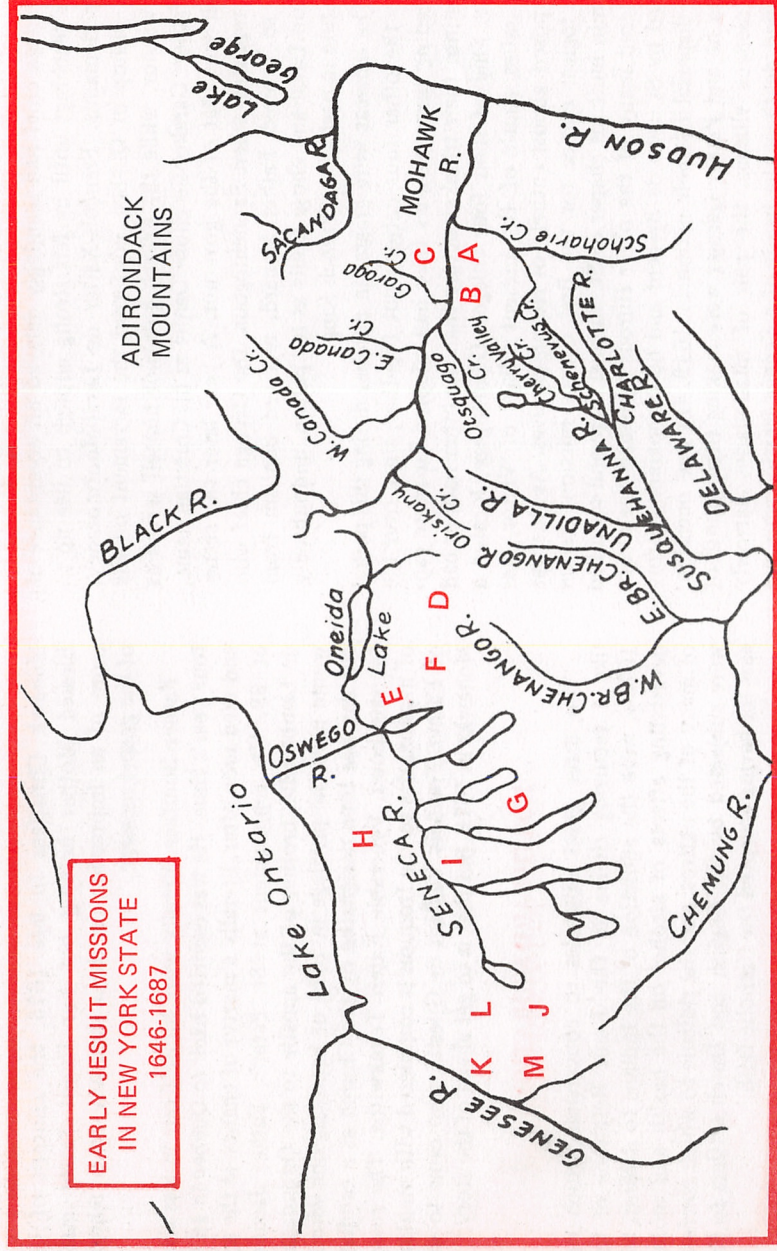 EARLY JESUIT MISSIONS
IN NEW YORK STATE
1646-1687
Lake Ontario
BLACK R.
ADIRONDACK
MOUNTAINS
Lake
George
SACANDAGA R.
MOHAWK
R.
HUDSON R.
Garoga
Cr.
E. Canada
Cr.
W. Canada Cr.
Schoharie Cr.
Otsquago
Cr.
Cherry Valley
Cr.
Schenevus Cr.
CHARLOTTE R.
DELAWARE R.
SUSQUEHANNA R.
UNADILLA R.
Oriskany
Cr.
E. BR. CHENANGO R
W. BR. CHENANGO R.
Oneida
Lake
OSWEGO
R.
SENECA R.
CHEMUNG R.
GENESEE R.
A
B
C
D
E
F
G
H
I
J
K
L
M